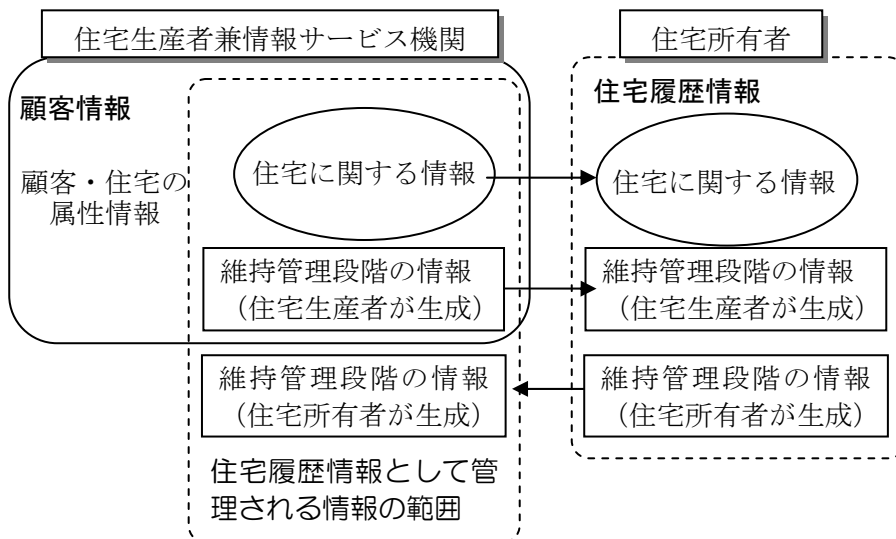 住宅生産者兼情報サービス機関
住宅所有者
顧客情報
住宅履歴情報
顧客・住宅の
属性情報
住宅に関する情報
住宅に関する情報
維持管理段階の情報
（住宅生産者が生成）
維持管理段階の情報
（住宅生産者が生成）
維持管理段階の情報
（住宅所有者が生成）
維持管理段階の情報
（住宅所有者が生成）
住宅履歴情報として管
理される情報の範囲